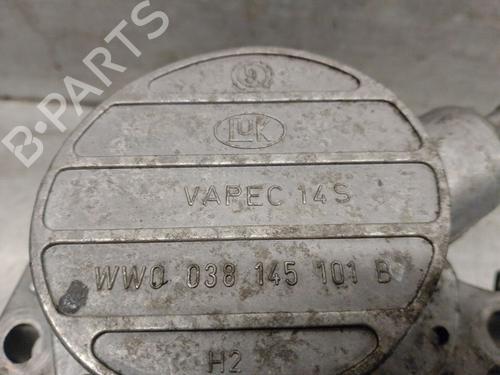 LuK
VAPEC 14S
WWO 038 145 101 B
H2
B-PARTS